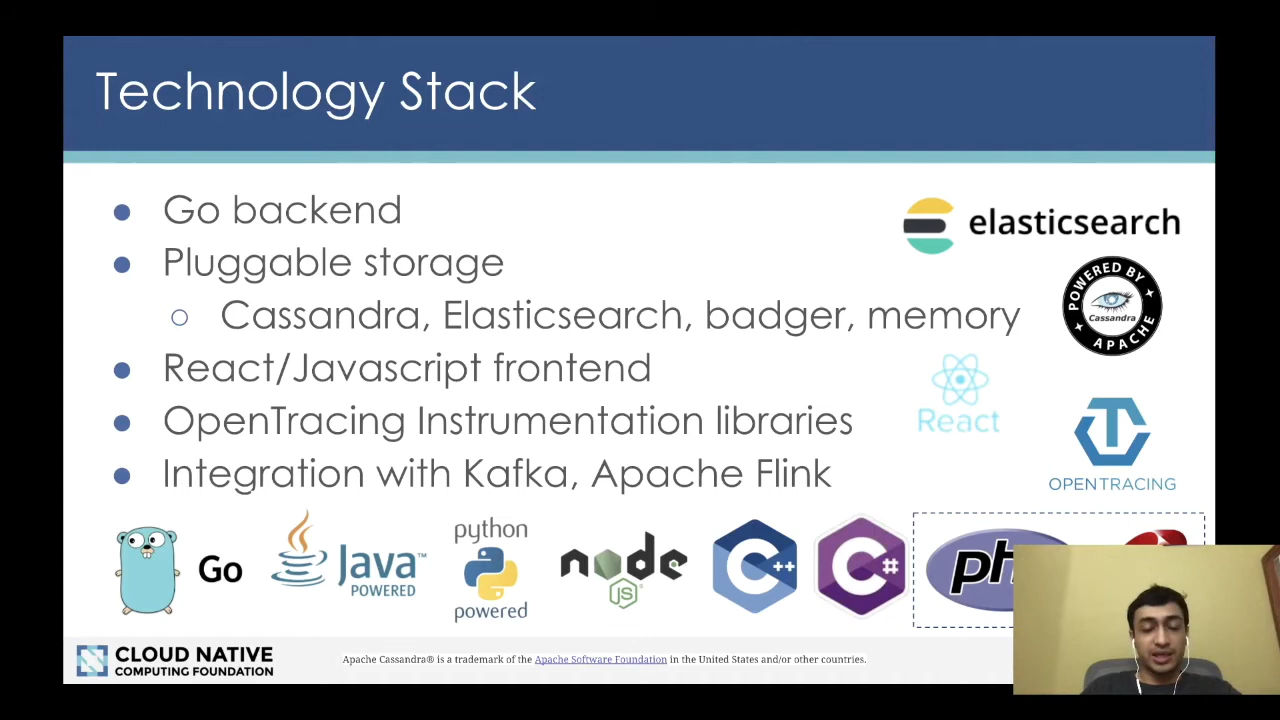 Technology Stack
Go backend
Pluggable storage
Cassandra, Elasticsearch, badger, memory
React/Javascript frontend
OpenTracing Instrumentation libraries
Integration with Kafka, Apache Flink
elasticsearch
POWERED BY
Cassandra
APACHE
React
OPENTRACING
Go
Java™
POWERED
python
powered
node
JS
C++
C#
CLOUD NATIVE
COMPUTING FOUNDATION
Apache Cassandra® is a trademark of the Apache Software Foundation in the United States and/or other countries.